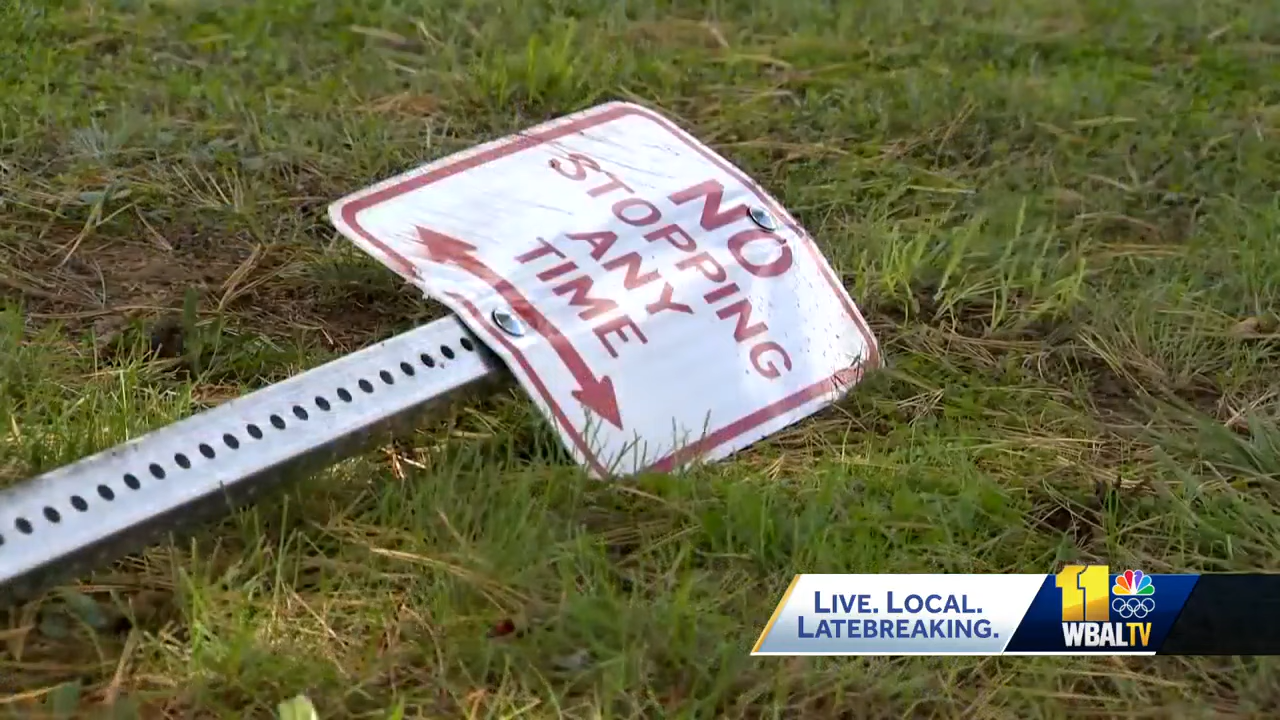 NO
STOPPING
ANY
TIME
LIVE. LOCAL.
LATEBREAKING.
11
WBALTV